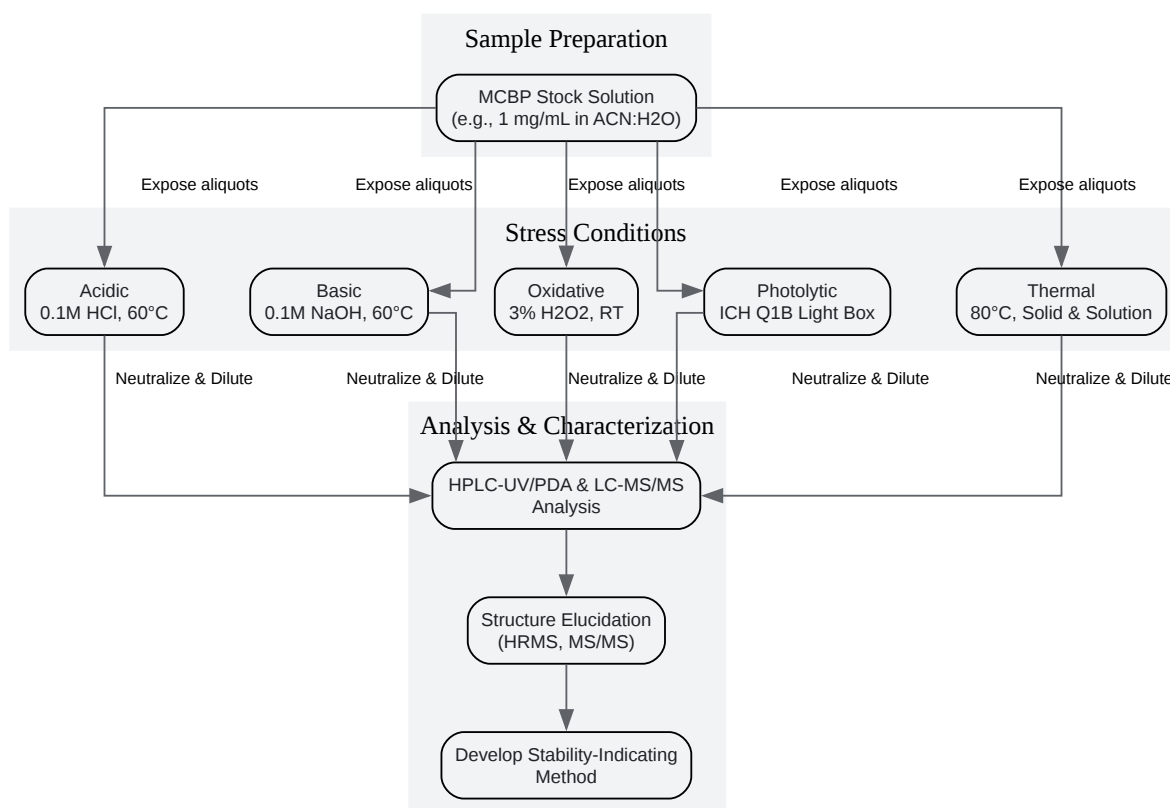 Sample Preparation
MCBP Stock Solution
(e.g., 1 mg/mL in ACN:H2O)
Expose aliquots
Expose aliquots
Expose aliquots
Expose aliquots
Expose aliquots
Stress Conditions
Acidic
0.1M HCl, 60°C
Basic
0.1M NaOH, 60°C
Oxidative
3% H2O2, RT
Photolytic
ICH Q1B Light Box
Thermal
80°C, Solid & Solution
Neutralize & Dilute
Neutralize & Dilute
Neutralize & Dilute
Neutralize & Dilute
Neutralize & Dilute
Analysis & Characterization
HPLC-UV/PDA & LC-MS/MS
Analysis
Structure Elucidation
(HRMS, MS/MS)
Develop Stability-Indicating
Method